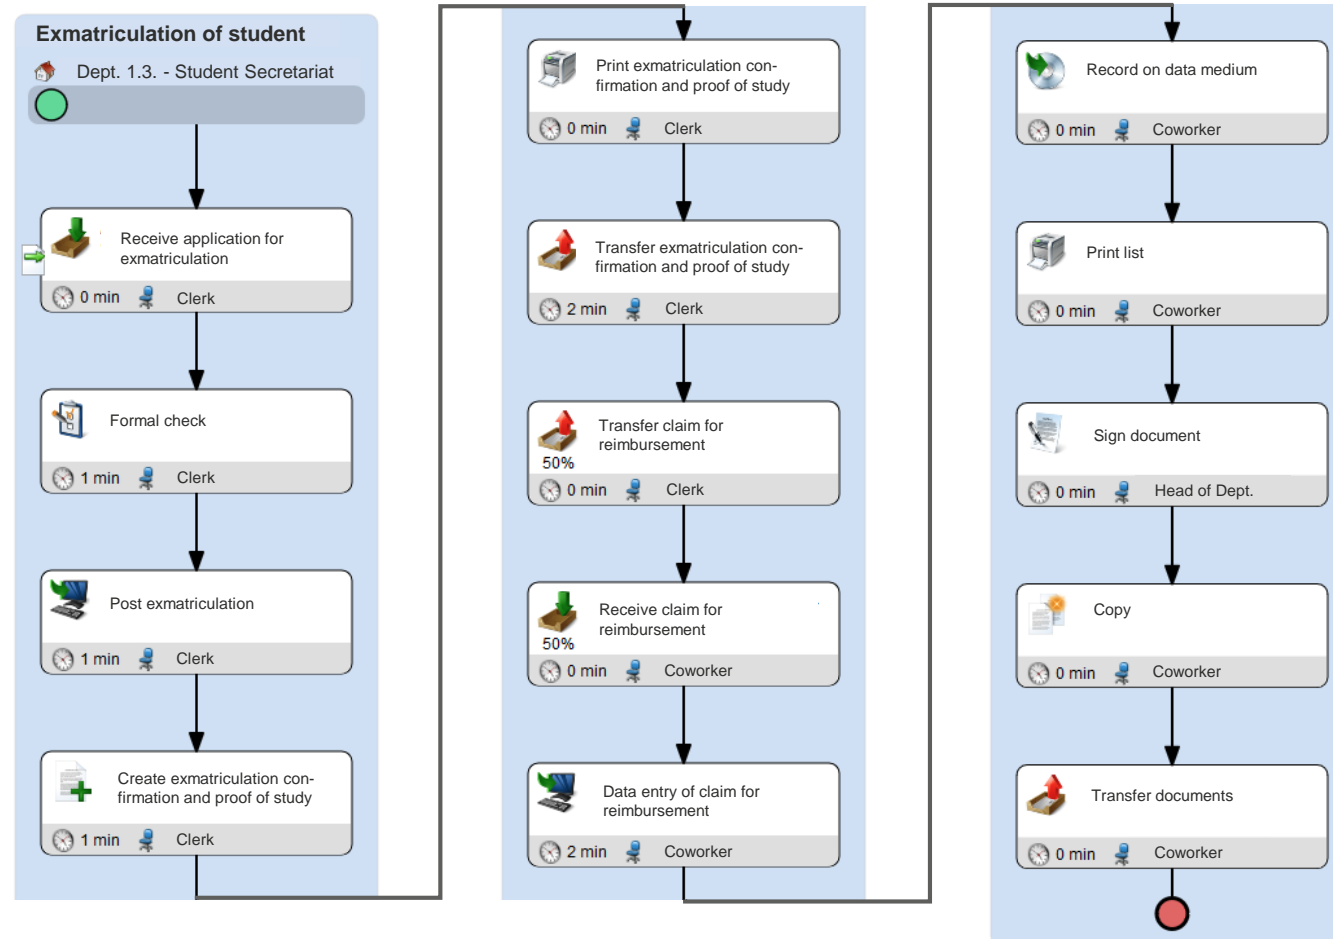 Exmatriculation of student
Dept. 1.3. - Student Secretariat
Receive application for
exmatriculation
0 min Clerk
Formal check
1 min Clerk
Post exmatriculation
1 min Clerk
Create exmatriculation con-
firmation and proof of study
1 min Clerk
Print exmatriculation con-
firmation and proof of study
0 min Clerk
Transfer exmatriculation con-
firmation and proof of study
2 min Clerk
Transfer claim for
reimbursement
50%
0 min Clerk
Receive claim for
reimbursement
50%
0 min Coworker
Data entry of claim for
reimbursement
2 min Coworker
Record on data medium
0 min Coworker
Print list
0 min Coworker
Sign document
0 min Head of Dept.
Copy
0 min Coworker
Transfer documents
0 min Coworker